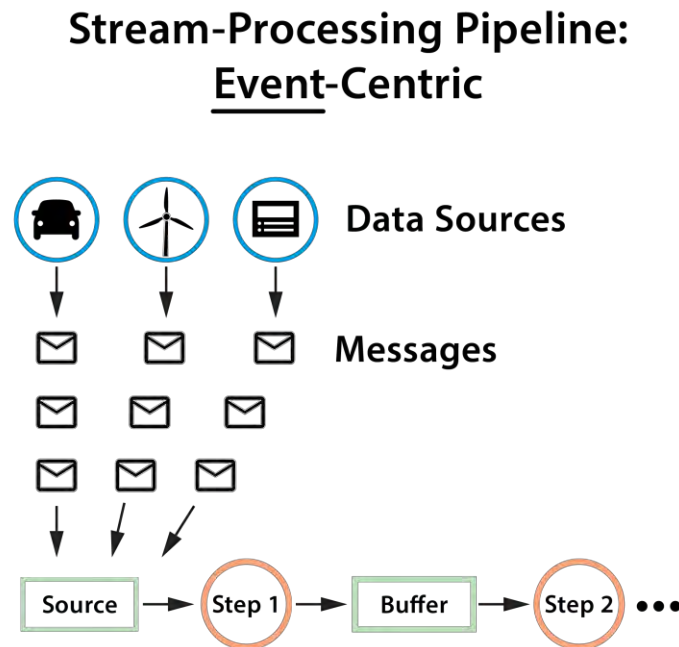 Stream-Processing Pipeline:
Event-Centric
Data Sources
Messages
Source
Step 1
Buffer
Step 2